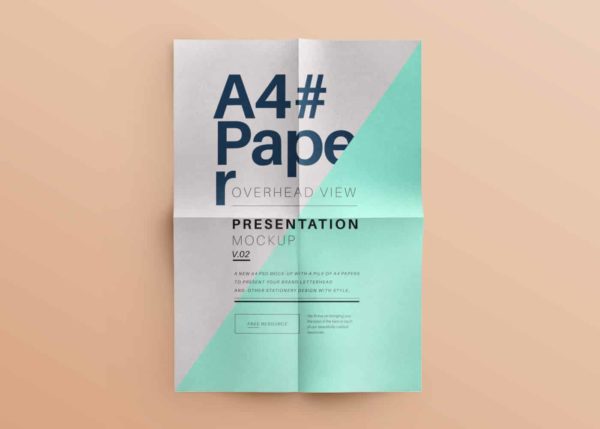 A4#
Pape
r
OVERHEAD VIEW
PRESENTATION
MOCKUP
V.02
A NEW A4 PSD MOCK-UP WITH A PILE OF A4 PAPERS
TO PRESENT YOUR BRAND LETTERHEAD
AND OTHER STATIONERY DESIGN WITH STYLE.
FREE RESOURCE